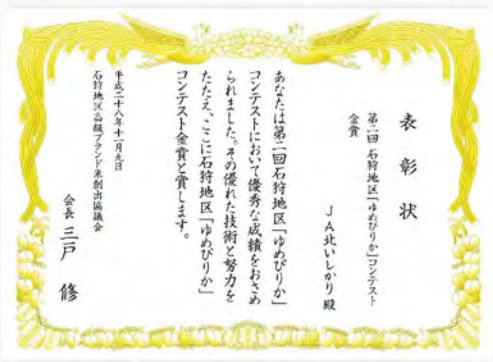 表彰状
第二回 石狩地区「ゆめぴりか」コンテスト
金賞
JA北いしかり 殿
あなたは第二回石狩地区「ゆめぴりか」
コンテストにおいて優秀な成績をおさめ
られました。その優れた技術と努力を
たたえ、ここに石狩地区「ゆめぴりか」
コンテスト金賞と賞します。
平成二十八年十一月九日
石狩地区高級ブランド米創出協議会
会長 三戸 修